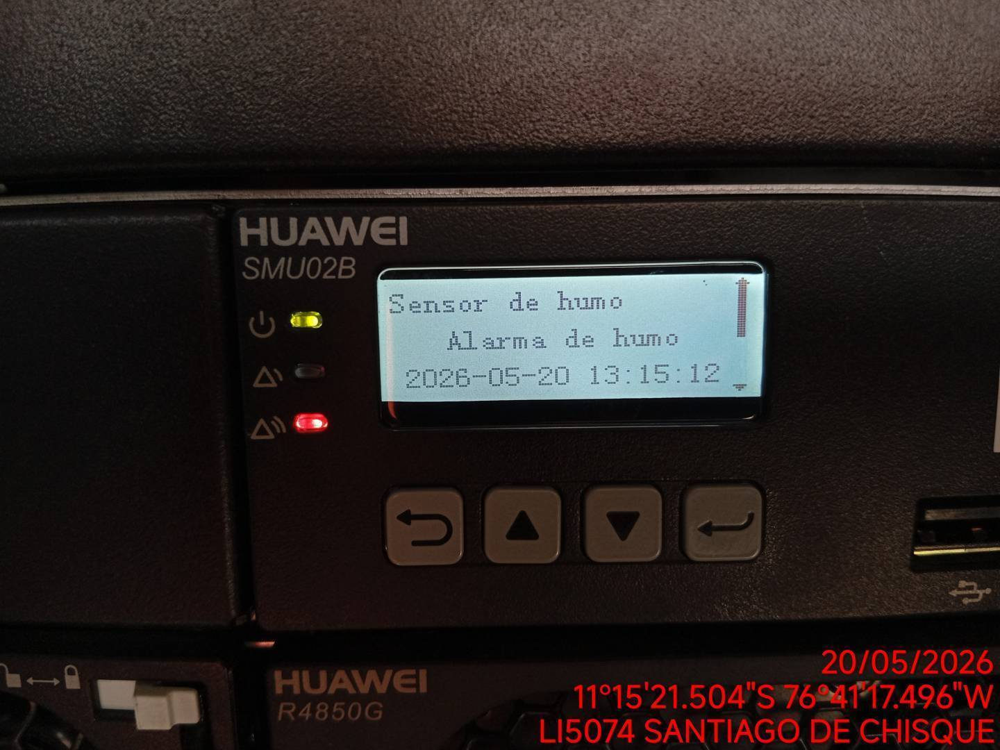 HUAWEI
SMU02B
Sensor de humo
Alarma de humo
2026-05-20 13:15:12
HUAWEI
R4850G
20/05/2026
11°15'21.504"S 76°41'17.496"W
LI5074 SANTIAGO DE CHISQUE